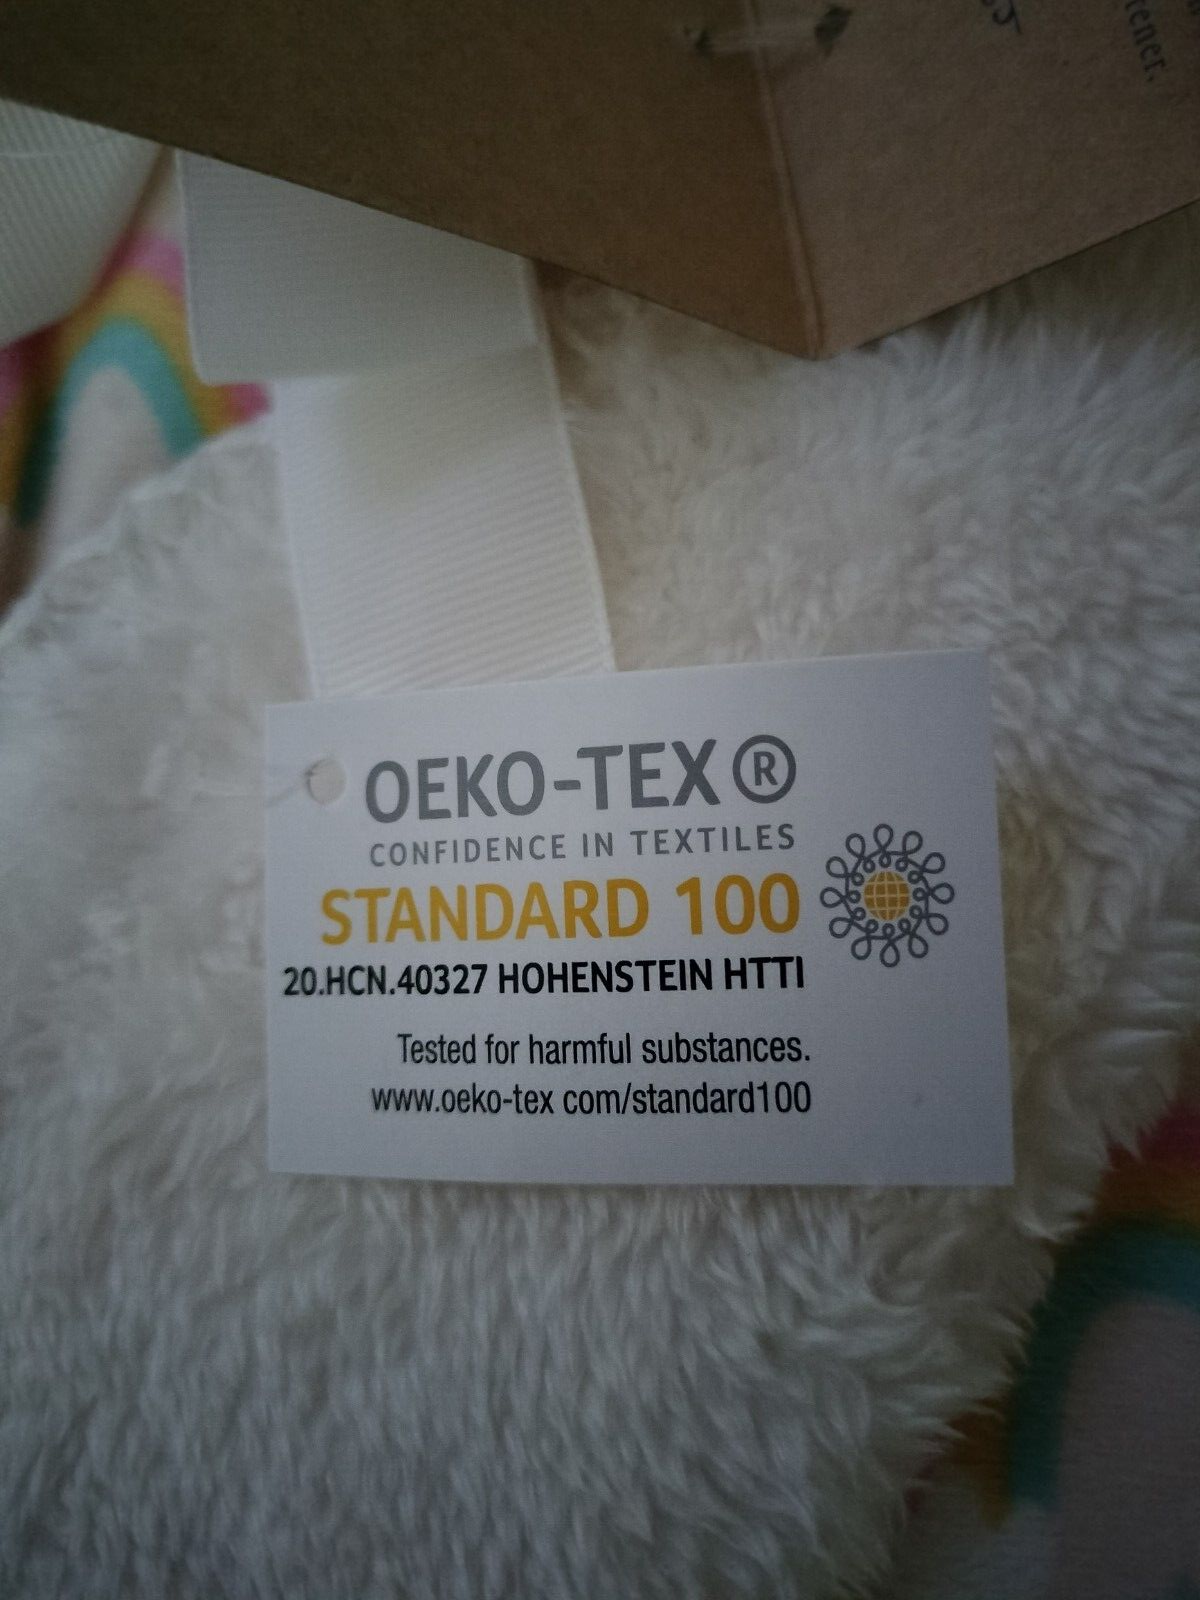 tener.
OEKO-TEX®
CONFIDENCE IN TEXTILES
STANDARD 100
20.HCN.40327 HOHENSTEIN HTTI
Tested for harmful substances.
www.oeko-tex com/standard100